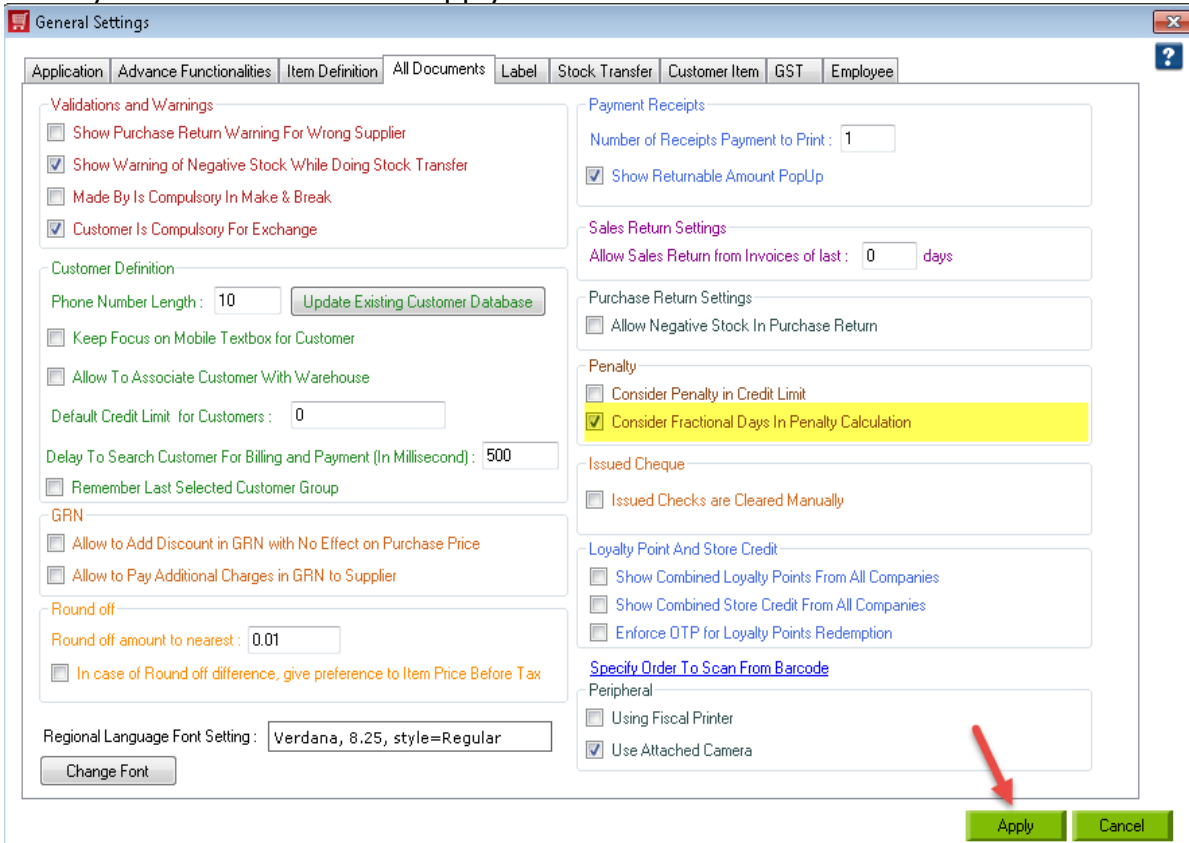 General Settings
Application Advance Functionalities Item Definition All Documents Label Stock Transfer Customer Item GST Employee
?
Validations and Warnings
Show Purchase Return Warning For Wrong Supplier
Show Warning of Negative Stock While Doing Stock Transfer
Made By Is Compulsory In Make & Break
Customer Is Compulsory For Exchange
Customer Definition
Phone Number Length : 10 Update Existing Customer Database
Keep Focus on Mobile Textbox for Customer
Allow To Associate Customer With Warehouse
Default Credit Limit for Customers : 0
Delay To Search Customer For Billing and Payment (In Millisecond) : 500
Remember Last Selected Customer Group
GRN
Allow to Add Discount in GRN with No Effect on Purchase Price
Allow to Pay Additional Charges in GRN to Supplier
Round off
Round off amount to nearest : 0.01
In case of Round off difference, give preference to Item Price Before Tax
Regional Language Font Setting : Verdana, 8.25, style=Regular
Change Font
Payment Receipts
Number of Receipts Payment to Print : 1
Show Returnable Amount PopUp
Sales Return Settings
Allow Sales Return from Invoices of last : 0 days
Purchase Return Settings
Allow Negative Stock In Purchase Return
Penalty
Consider Penalty in Credit Limit
Consider Fractional Days In Penalty Calculation
Issued Cheque
Issued Checks are Cleared Manually
Loyalty Point And Store Credit
Show Combined Loyalty Points From All Companies
Show Combined Store Credit From All Companies
Enforce OTP for Loyalty Points Redemption
Specify Order To Scan From Barcode
Peripheral
Using Fiscal Printer
Use Attached Camera
Apply Cancel